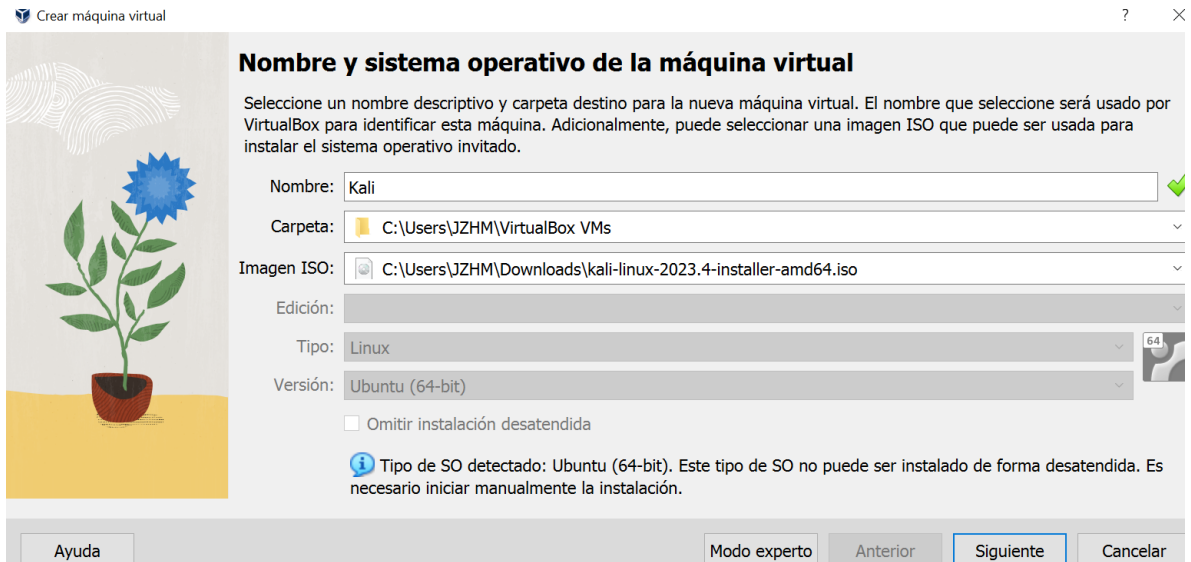 Crear máquina virtual
?
Nombre y sistema operativo de la máquina virtual
Seleccione un nombre descriptivo y carpeta destino para la nueva máquina virtual. El nombre que seleccione será usado por
VirtualBox para identificar esta máquina. Adicionalmente, puede seleccionar una imagen ISO que puede ser usada para
instalar el sistema operativo invitado.
Nombre: Kali
Carpeta: C:\Users\JZHM\VirtualBox VMs
Imagen ISO: C:\Users\JZHM\Downloads\kali-linux-2023.4-installer-amd64.iso
Edición:
Tipo: Linux
64
Versión: Ubuntu (64-bit)
Omitir instalación desatendida
Tipo de SO detectado: Ubuntu (64-bit). Este tipo de SO no puede ser instalado de forma desatendida. Es
necesario iniciar manualmente la instalación.
Ayuda Modo experto Anterior Siguiente Cancelar